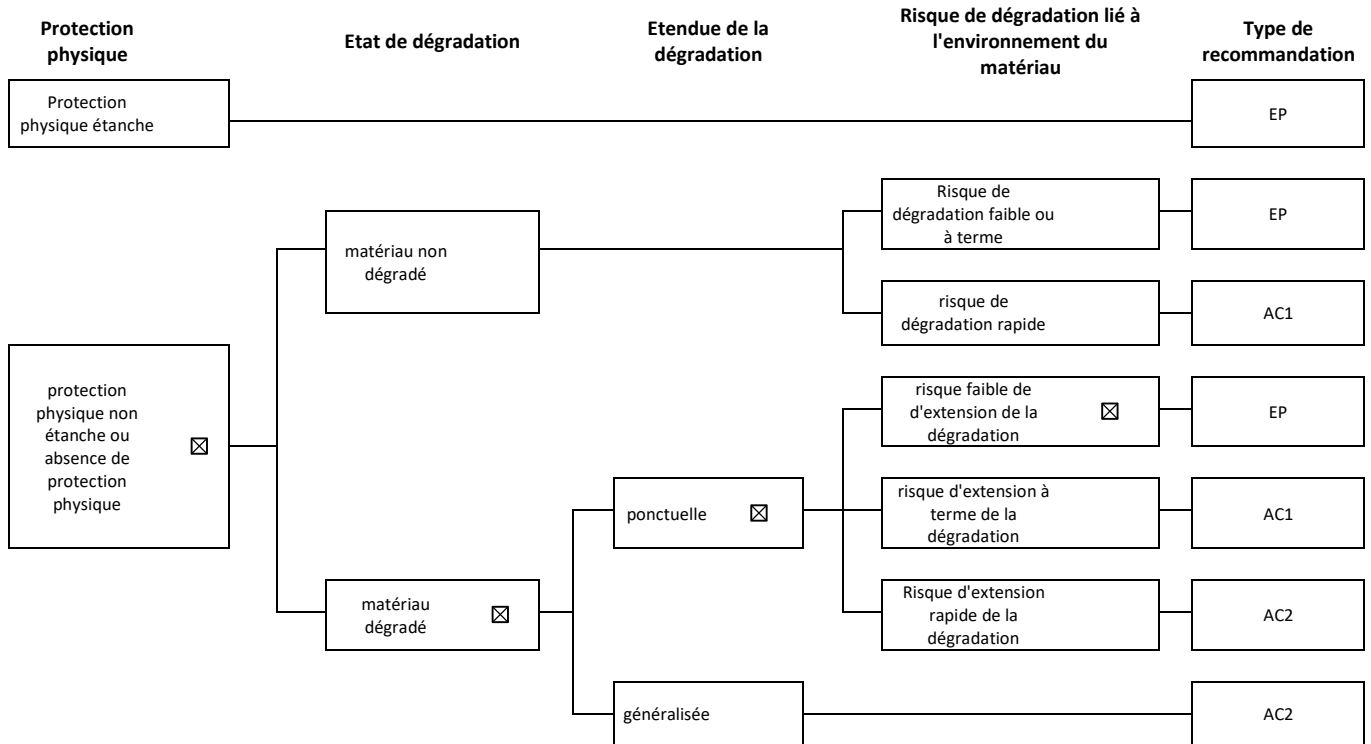 Protection
physique
Etat de dégradation
Etendue de la
dégradation
Risque de dégradation lié à
l'environnement du
matériau
Type de
recommandation
Protection
physique étanche
EP
matériau non
dégradé
Risque de
dégradation faible ou
à terme
EP
risque de
dégradation rapide
AC1
protection
physique non
étanche ou
absence de
protection
physique
☒
matériau
dégradé
☒
ponctuelle ☒
risque faible de
d'extension de la
dégradation
☒
EP
risque d'extension à
terme de la
dégradation
AC1
Risque d'extension
rapide de la
dégradation
AC2
généralisée
AC2